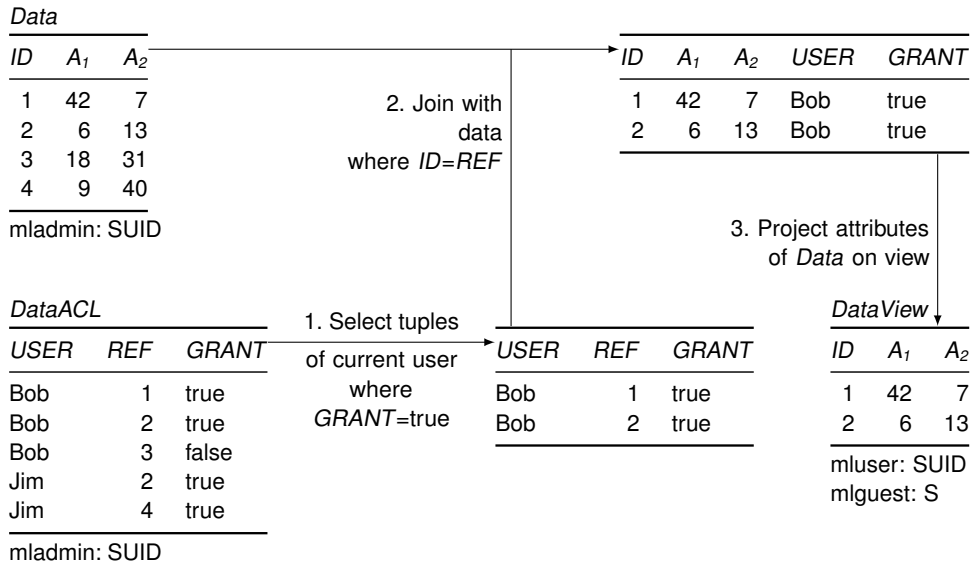 Data
ID A₁ A₂
1 42 7
2 6 13
3 18 31
4 9 40
mladmin: SUID
2. Join with
data
where ID=REF
ID A₁ A₂ USER GRANT
1 42 7 Bob true
2 6 13 Bob true
3. Project attributes
of Data on view
DataACL
USER REF GRANT
Bob 1 true
Bob 2 true
Bob 3 false
Jim 2 true
Jim 4 true
mladmin: SUID
1. Select tuples
of current user
where
GRANT=true
USER REF GRANT
Bob 1 true
Bob 2 true
DataView
ID A₁ A₂
1 42 7
2 6 13
mluser: SUID
mlguest: S